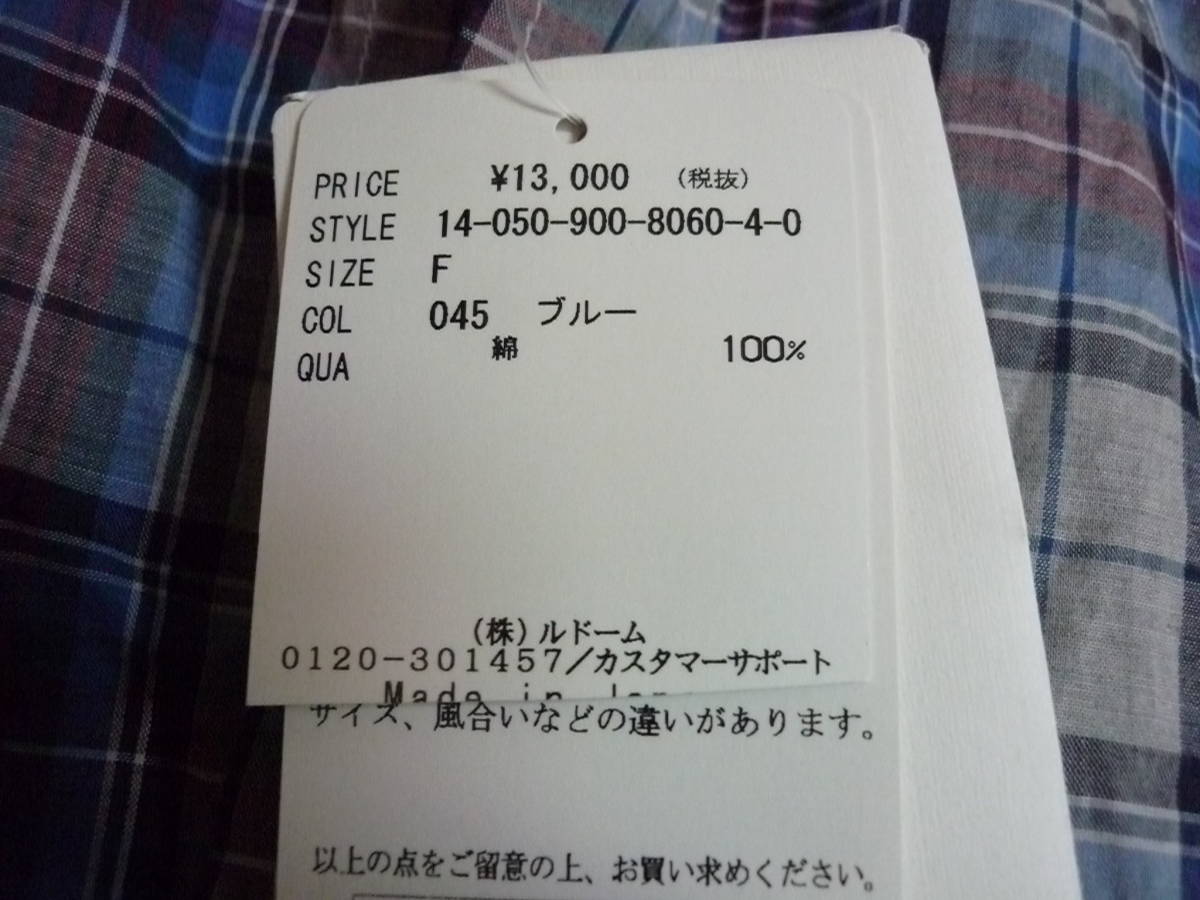 PRICE ¥13,000 (税抜)
STYLE 14-050-900-8060-4-0
SIZE F
COL 045 ブルー
QUA 綿 100%
(株)ルドーム
0120-301457/カスタマーサポート
Made in
サイズ、風合いなどの違いがあります。
以上の点をご留意の上、お買い求めください。